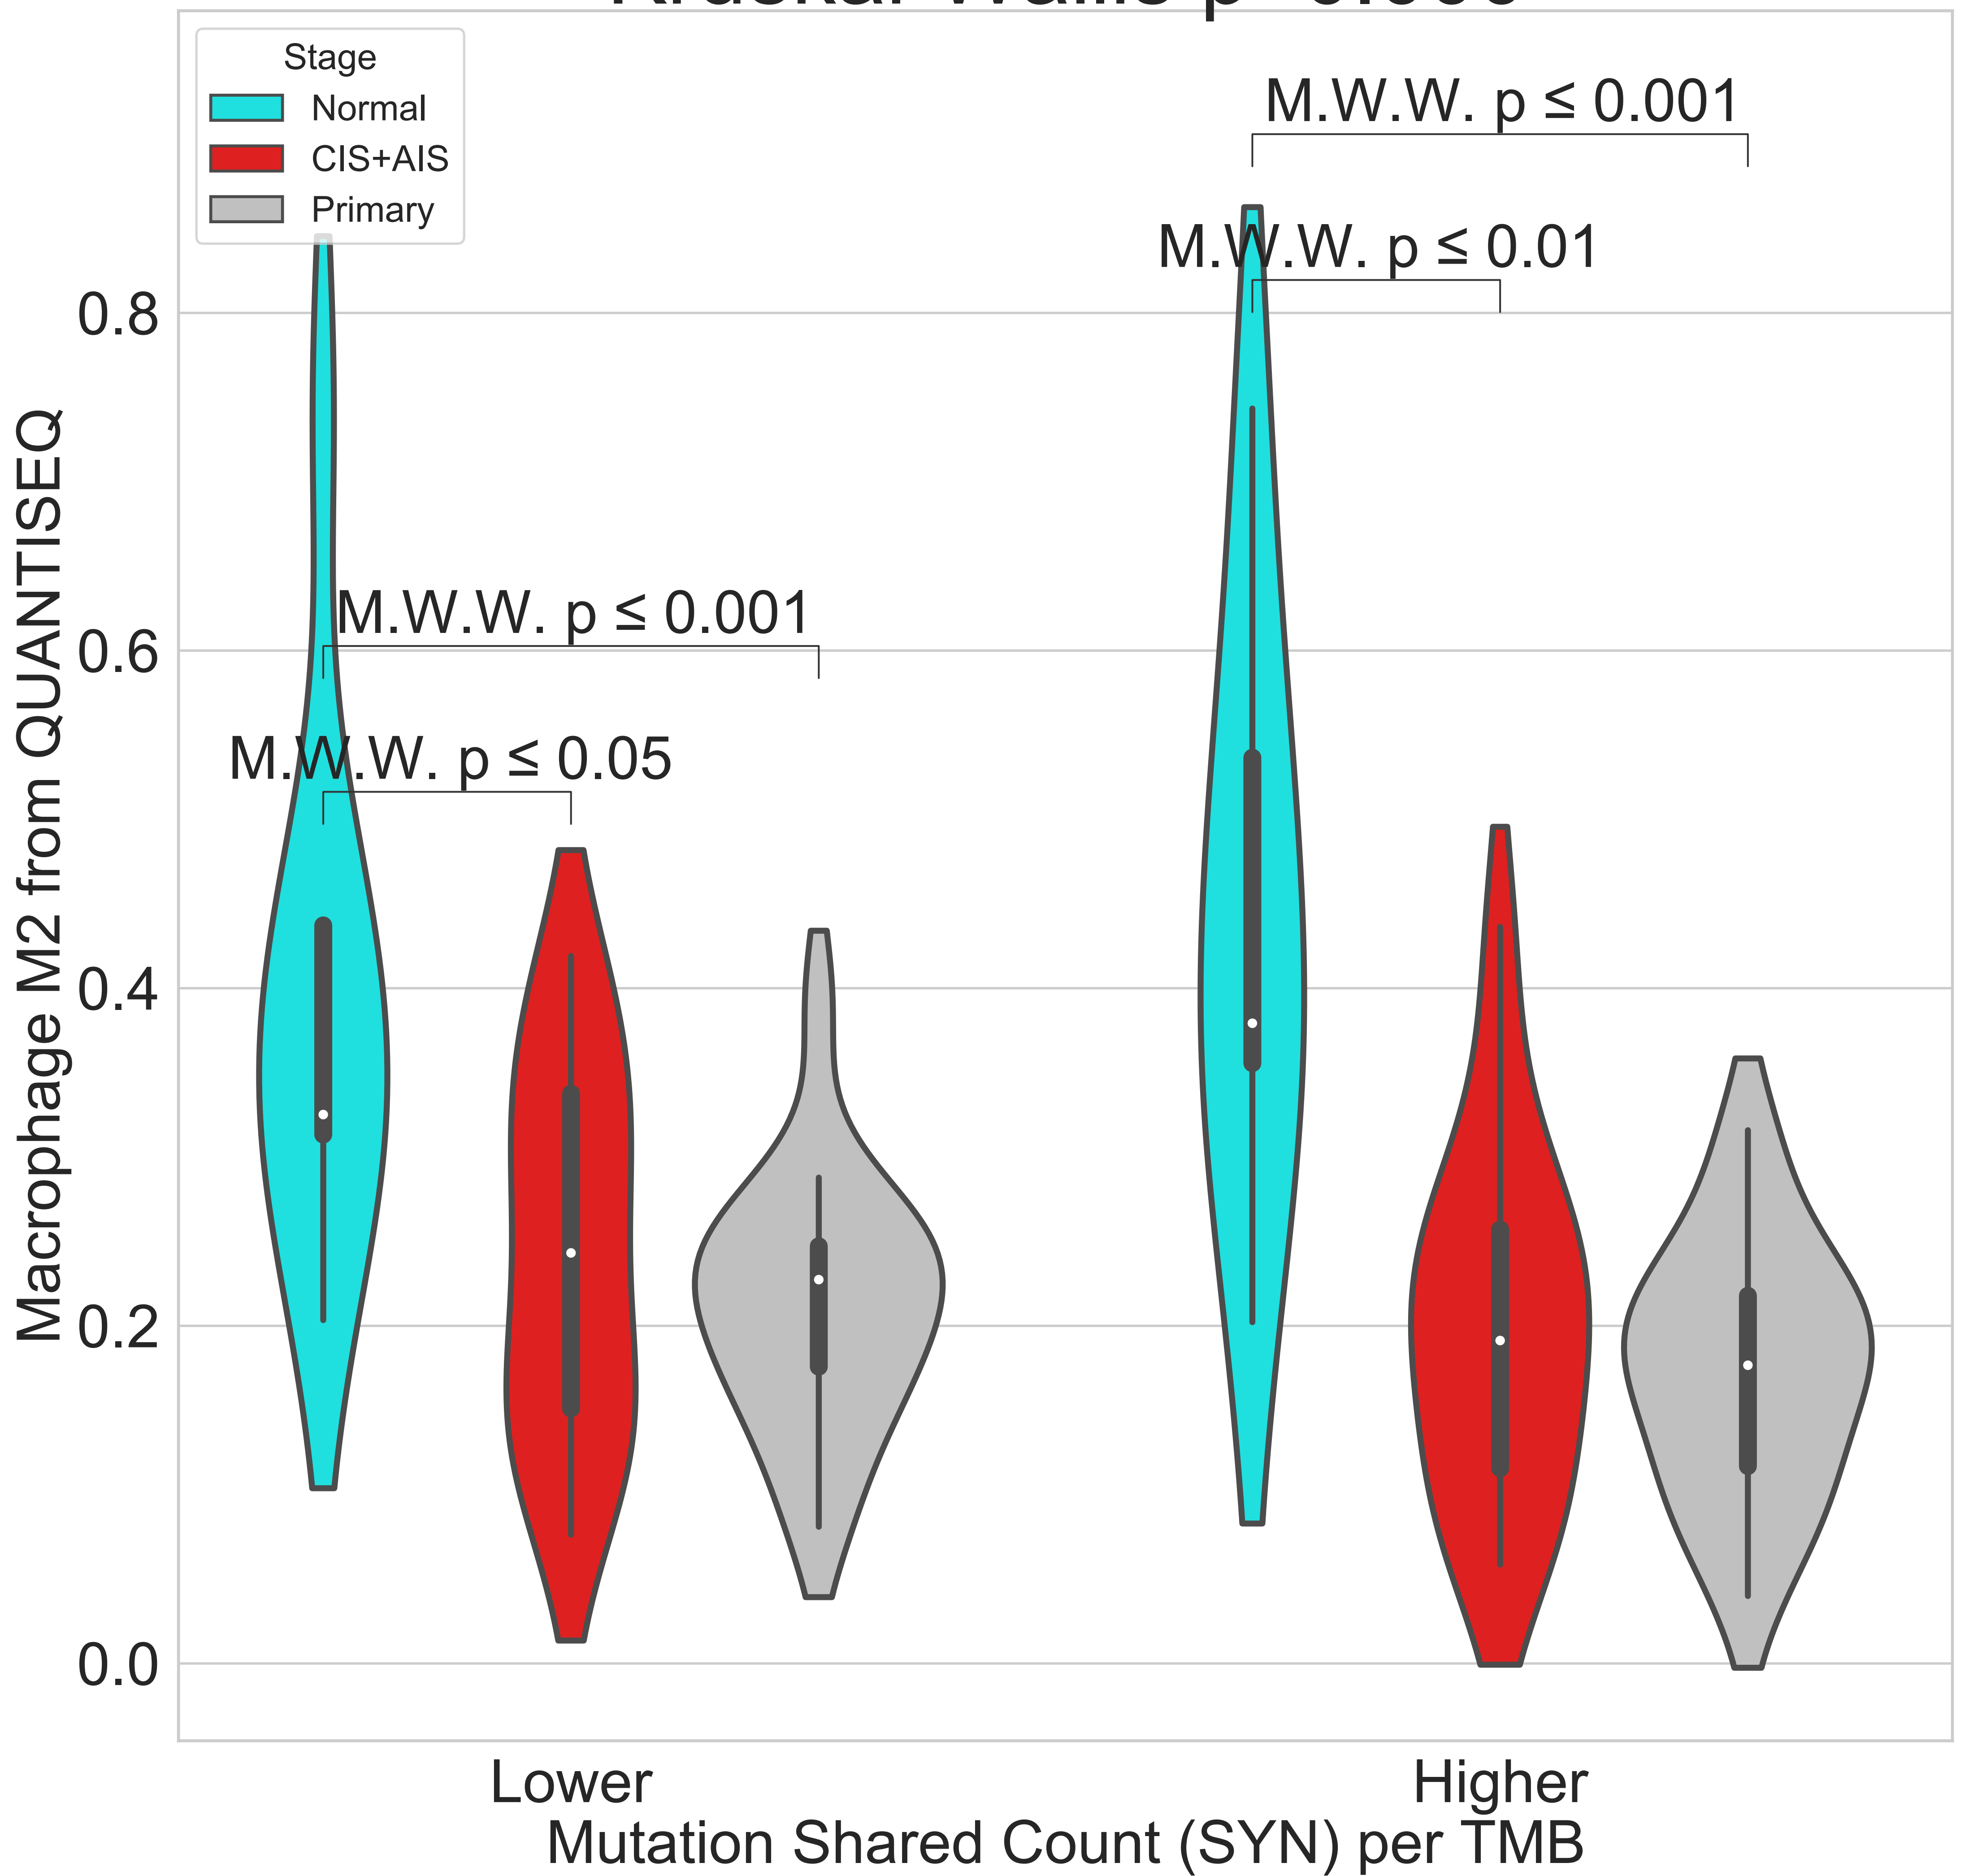 Stage
Normal
CIS+AIS
Primary
M.W.W. p ≤ 0.001
M.W.W. p ≤ 0.01
M.W.W. p ≤ 0.001
M.W.W. p ≤ 0.05
0.8
0.6
0.4
0.2
0.0
Macrophage M2 from QUANTISEQ
Lower
Higher
Mutation Shared Count (SYN) per TMB